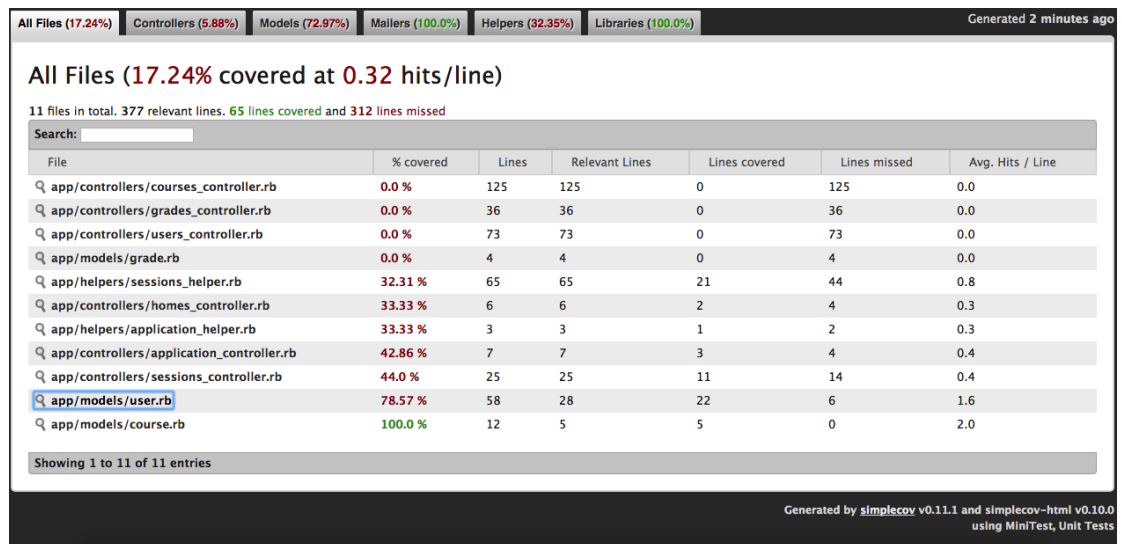 All Files (17.24%) Controllers (5.88%) Models (72.97%) Mailers (100.0%) Helpers (32.35%) Libraries (100.0%) Generated 2 minutes ago
All Files (17.24% covered at 0.32 hits/line)
11 files in total. 377 relevant lines. 65 lines covered and 312 lines missed
Search:
File % covered Lines Relevant Lines Lines covered Lines missed Avg. Hits / Line
app/controllers/courses_controller.rb 0.0 % 125 125 0 125 0.0
app/controllers/grades_controller.rb 0.0 % 36 36 0 36 0.0
app/controllers/users_controller.rb 0.0 % 73 73 0 73 0.0
app/models/grade.rb 0.0 % 4 4 0 4 0.0
app/helpers/sessions_helper.rb 32.31 % 65 65 21 44 0.8
app/controllers/homes_controller.rb 33.33 % 6 6 2 4 0.3
app/helpers/application_helper.rb 33.33 % 3 3 1 2 0.3
app/controllers/application_controller.rb 42.86 % 7 7 3 4 0.4
app/controllers/sessions_controller.rb 44.0 % 25 25 11 14 0.4
app/models/user.rb 78.57 % 58 28 22 6 1.6
app/models/course.rb 100.0 % 12 5 5 0 2.0
Showing 1 to 11 of 11 entries
Generated by simplecov v0.11.1 and simplecov-html v0.10.0
using MiniTest, Unit Tests